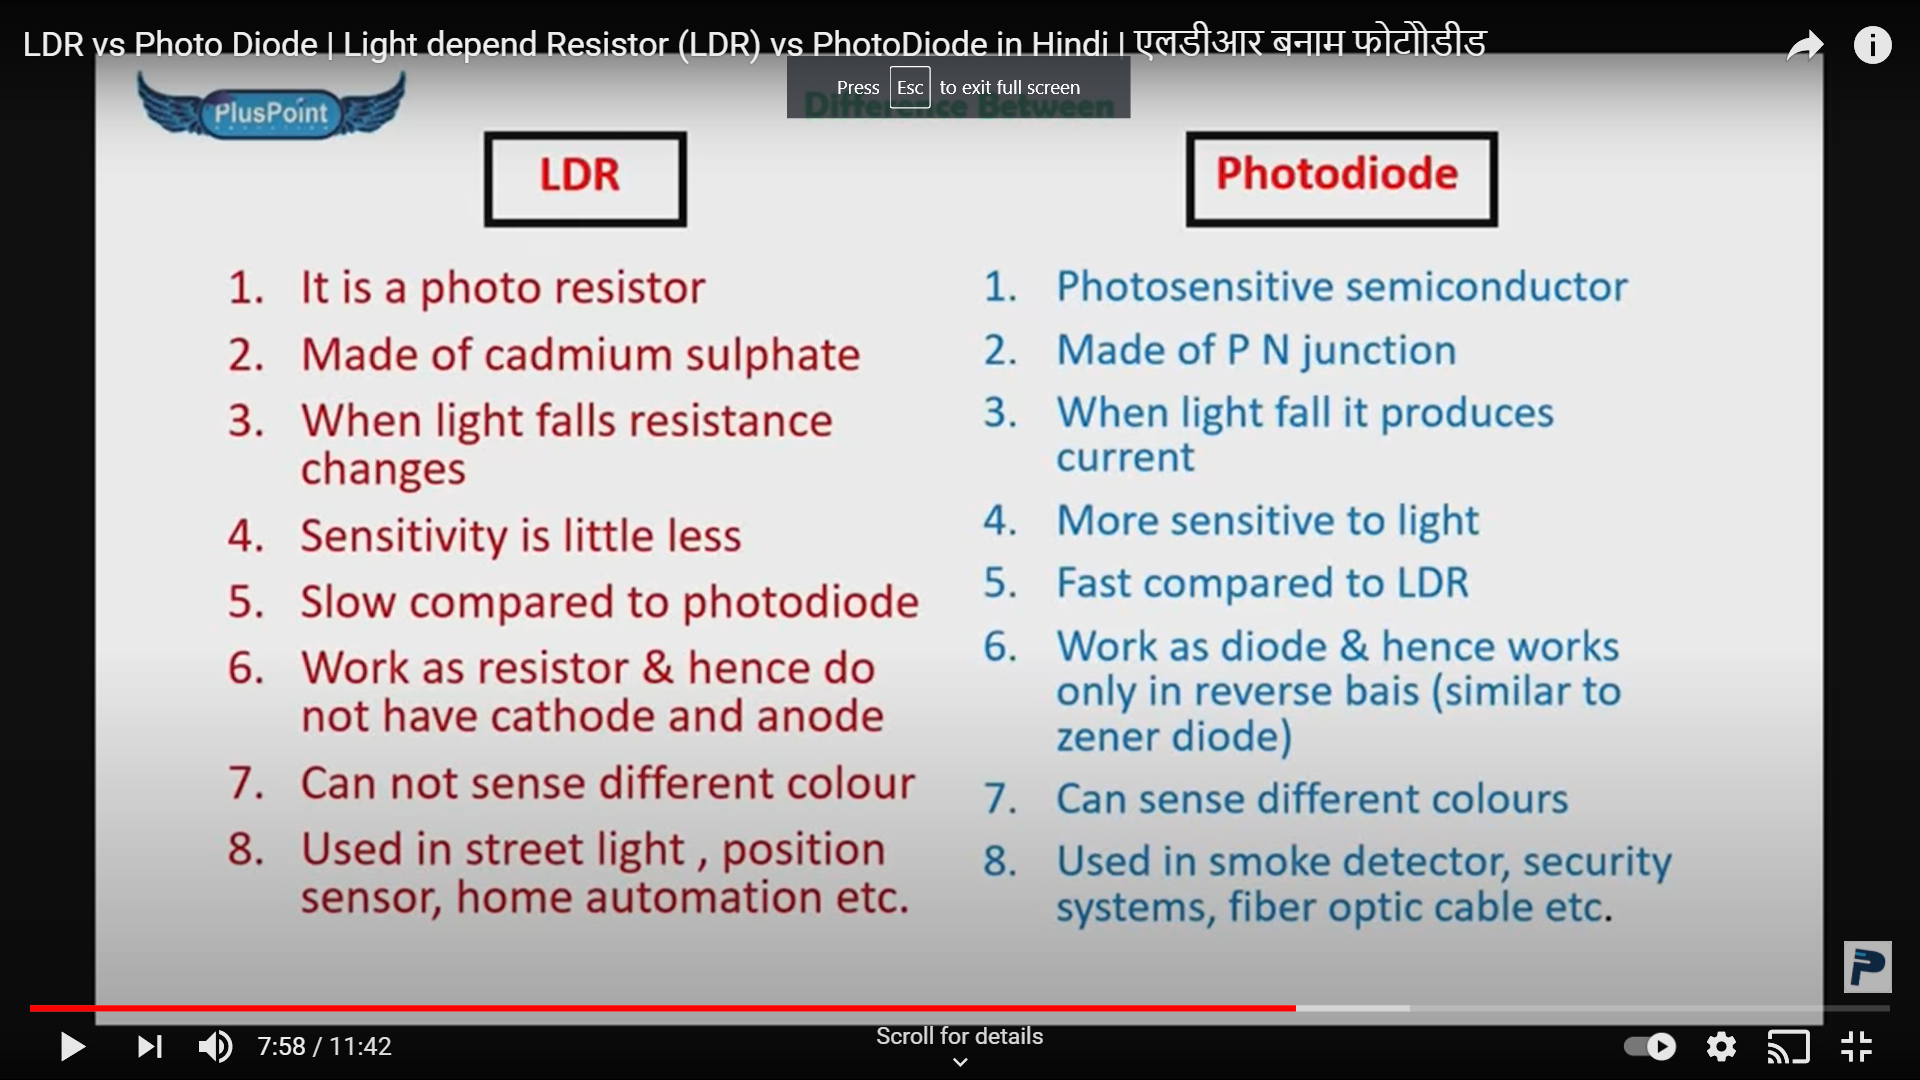 LDR vs Photo Diode | Light depend Resistor (LDR) vs PhotoDiode in Hindi | एलडीआर बनाम फोटोोडीड
PlusPoint
Press Esc to exit full screen
Difference Between
LDR
1. It is a photo resistor
2. Made of cadmium sulphate
3. When light falls resistance
changes
4. Sensitivity is little less
5. Slow compared to photodiode
6. Work as resistor & hence do
not have cathode and anode
7. Can not sense different colour
8. Used in street light , position
sensor, home automation etc.
Photodiode
1. Photosensitive semiconductor
2. Made of P N junction
3. When light fall it produces
current
4. More sensitive to light
5. Fast compared to LDR
6. Work as diode & hence works
only in reverse bais (similar to
zener diode)
7. Can sense different colours
8. Used in smoke detector, security
systems, fiber optic cable etc.
P
7:58 / 11:42
Scroll for details